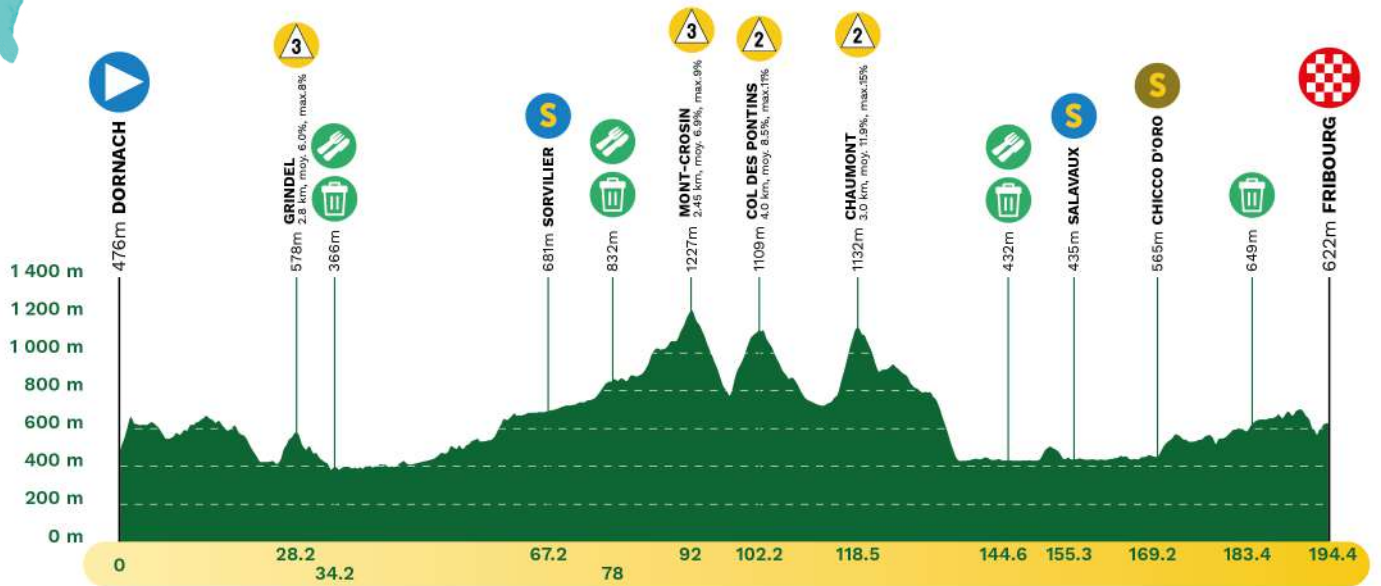 3
3
2
2
S
S
S
476m DORNACH
578m GRINDEL
2.8 km, moy. 6.0%, max.8%
366m
681m SORVILIER
832m
1227m MONT-CROSIN
2.45 km, moy. 6.9%, max.9%
1109m COL DES PONTINS
4.0 km, moy. 8.5%, max.11%
1132m CHAUMONT
3.0 km, moy. 11.9%, max.15%
432m
435m SALAVAUX
565m CHICCO D'ORO
649m
622m FRIBOURG
1 400 m
1 200 m
1 000 m
800 m
600 m
400 m
200 m
0 m
0
28.2
34.2
67.2
78
92
102.2
118.5
144.6
155.3
169.2
183.4
194.4